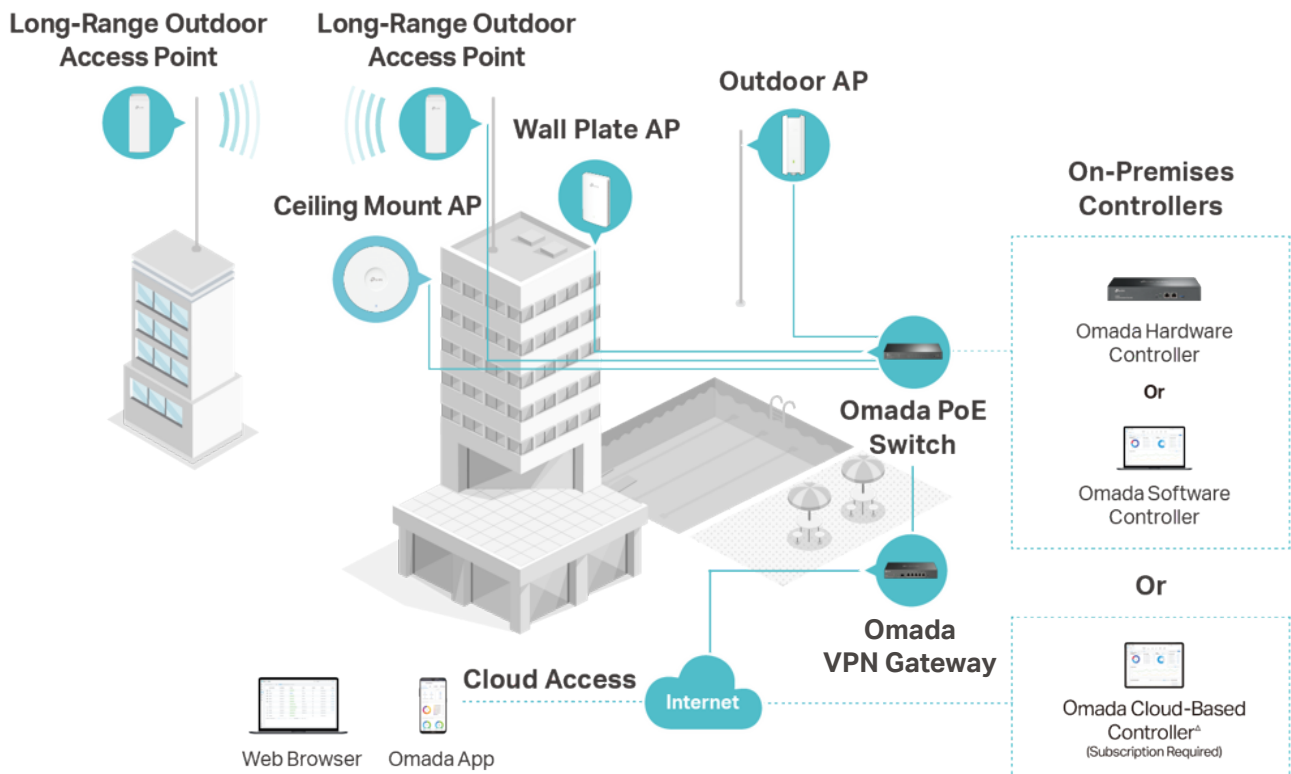 Long-Range Outdoor
Access Point
Long-Range Outdoor
Access Point
Outdoor AP
Wall Plate AP
Ceiling Mount AP
On-Premises
Controllers
Omada Hardware
Controller
Or
Omada Software
Controller
Omada PoE
Switch
Or
Omada
VPN Gateway
Cloud Access
Internet
Web Browser
Omada App
Omada Cloud-Based
Controller△
(Subscription Required)